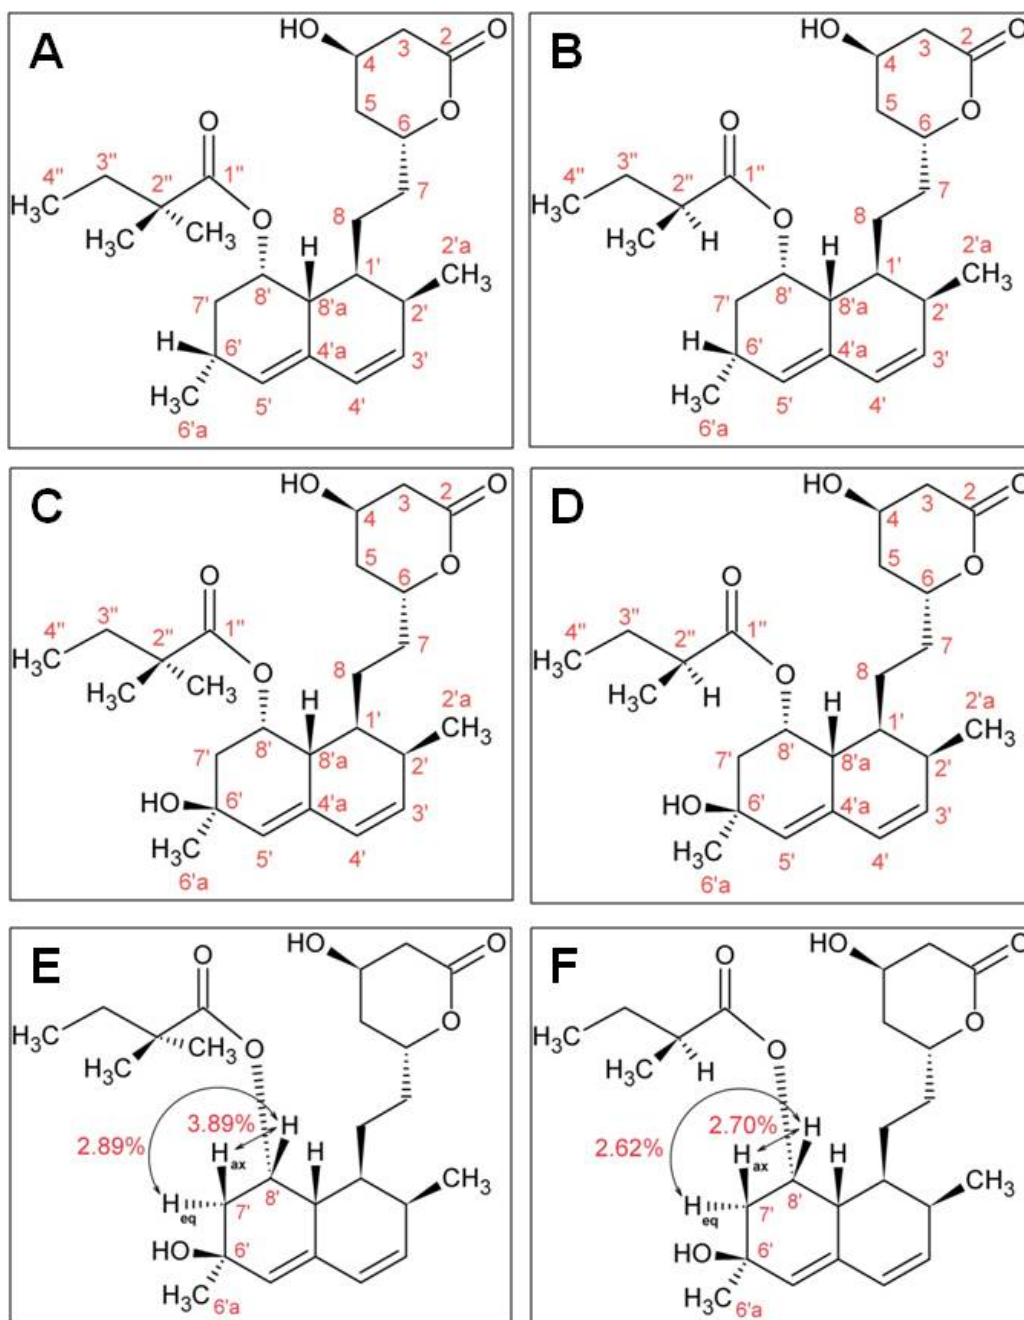 A
HO
3
2
O
4
5
O
6
O
3"
4"
2"
1"
7
H₃C
O
8
H₃C
CH₃
H
2'a
1'
CH₃
7'
8'
8'a
2'
H
6'
4'a
3'
H₃C
5'
4'
6'a
B
HO
3
2
O
4
5
O
6
O
3"
4"
2"
1"
7
H₃C
O
8
H₃C
H
H
2'a
1'
CH₃
7'
8'
8'a
2'
H
6'
4'a
3'
H₃C
5'
4'
6'a
C
HO
3
2
O
4
5
O
6
O
3"
4"
2"
1"
7
H₃C
O
8
H₃C
CH₃
H
2'a
1'
CH₃
7'
8'
8'a
2'
HO
6'
4'a
3'
H₃C
5'
4'
6'a
D
HO
3
2
O
4
5
O
6
O
3"
4"
2"
1"
7
H₃C
O
8
H₃C
H
H
2'a
1'
CH₃
7'
8'
8'a
2'
HO
6'
4'a
3'
H₃C
5'
4'
6'a
E
HO
O
O
O
H₃C
O
H₃C
CH₃
3.89%
H
2.89%
H
ax
H
CH₃
8'
H
eq
7'
HO
6'
H₃C
6'a
F
HO
O
O
O
H₃C
O
H₃C
H
2.70%
H
2.62%
H
ax
H
CH₃
8'
H
eq
7'
HO
6'
H₃C
6'a